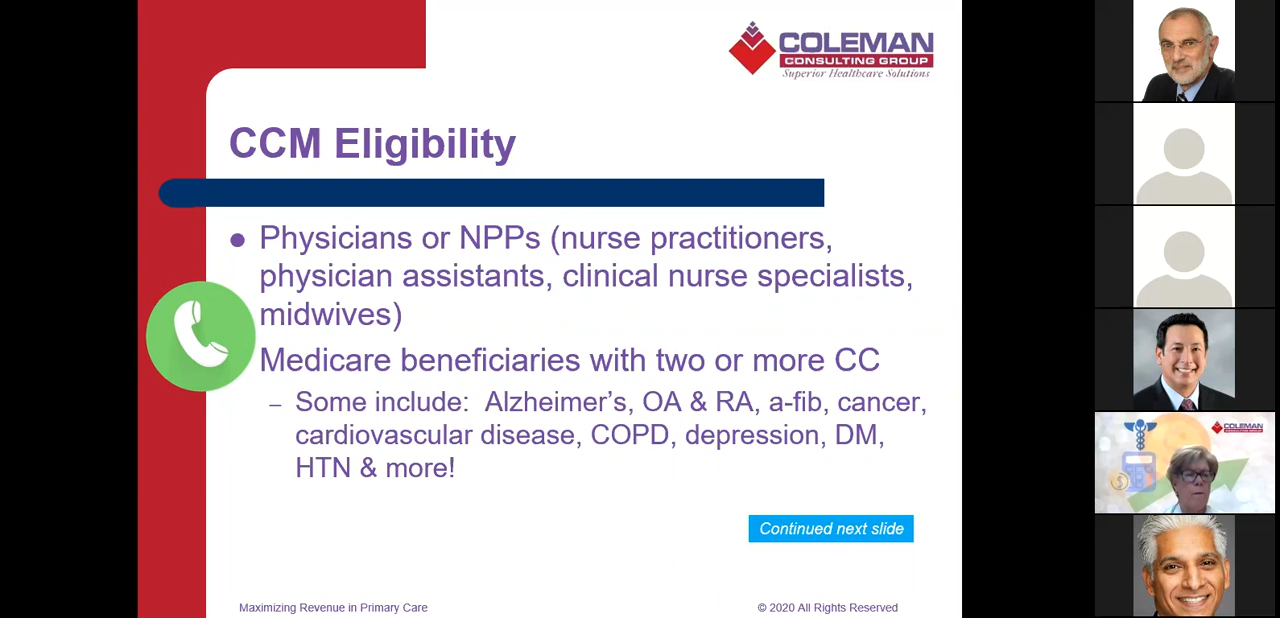 COLEMAN
CONSULTING GROUP
Superior Healthcare Solutions
CCM Eligibility
Physicians or NPPs (nurse practitioners,
physician assistants, clinical nurse specialists,
midwives)
Medicare beneficiaries with two or more CC
– Some include: Alzheimer's, OA & RA, a-fib, cancer,
cardiovascular disease, COPD, depression, DM,
HTN & more!
Continued next slide
Maximizing Revenue in Primary Care
© 2020 All Rights Reserved
COLEMAN